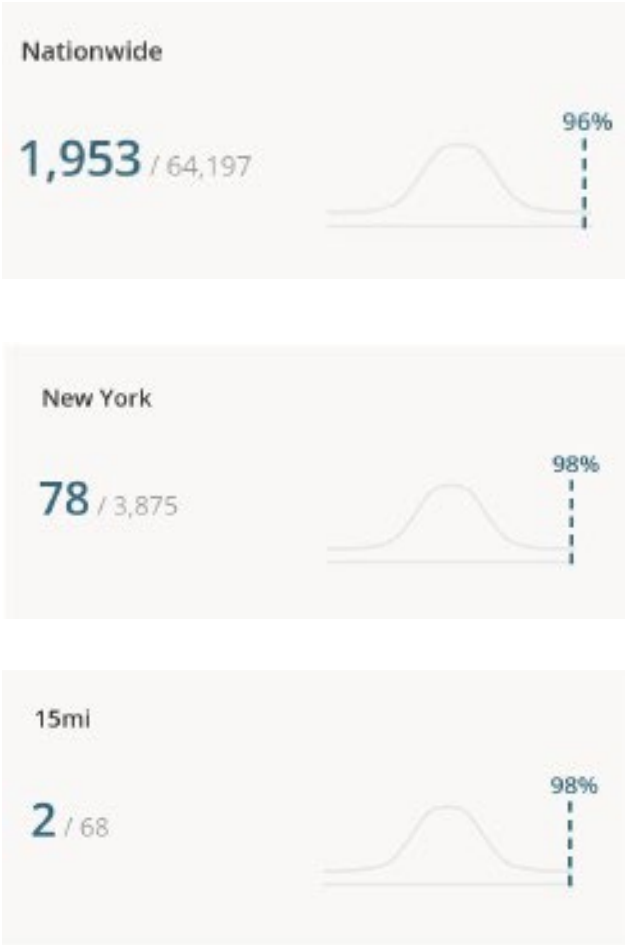 Nationwide
96%
1,953 / 64,197
New York
98%
78 / 3,875
15mi
98%
2 / 68